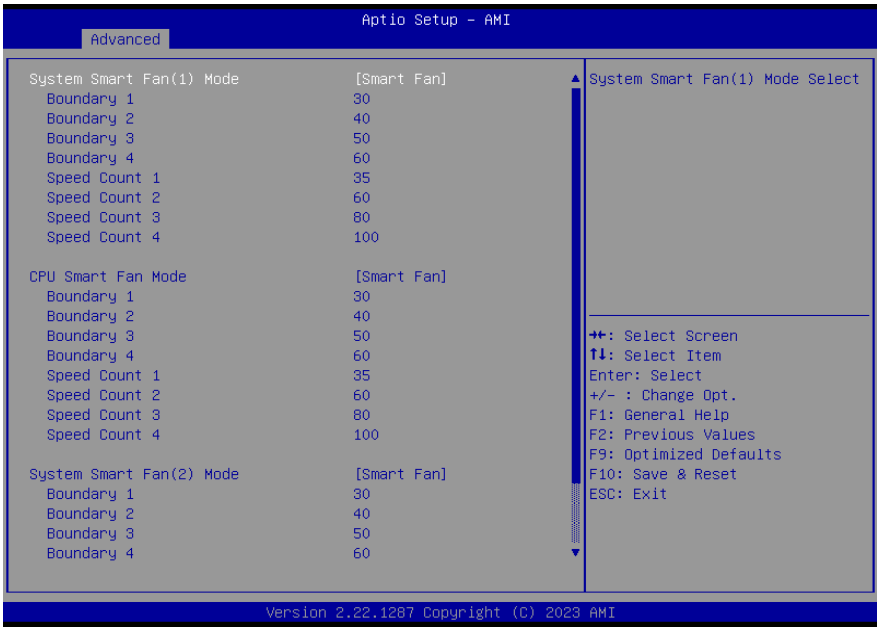 Aptio Setup - AMI
Advanced
System Smart Fan(1) Mode [Smart Fan]
Boundary 1 30
Boundary 2 40
Boundary 3 50
Boundary 4 60
Speed Count 1 35
Speed Count 2 60
Speed Count 3 80
Speed Count 4 100
CPU Smart Fan Mode [Smart Fan]
Boundary 1 30
Boundary 2 40
Boundary 3 50
Boundary 4 60
Speed Count 1 35
Speed Count 2 60
Speed Count 3 80
Speed Count 4 100
System Smart Fan(2) Mode [Smart Fan]
Boundary 1 30
Boundary 2 40
Boundary 3 50
Boundary 4 60
System Smart Fan(1) Mode Select
→←: Select Screen
↑↓: Select Item
Enter: Select
+/- : Change Opt.
F1: General Help
F2: Previous Values
F9: Optimized Defaults
F10: Save & Reset
ESC: Exit
Version 2.22.1287 Copyright (C) 2023 AMI